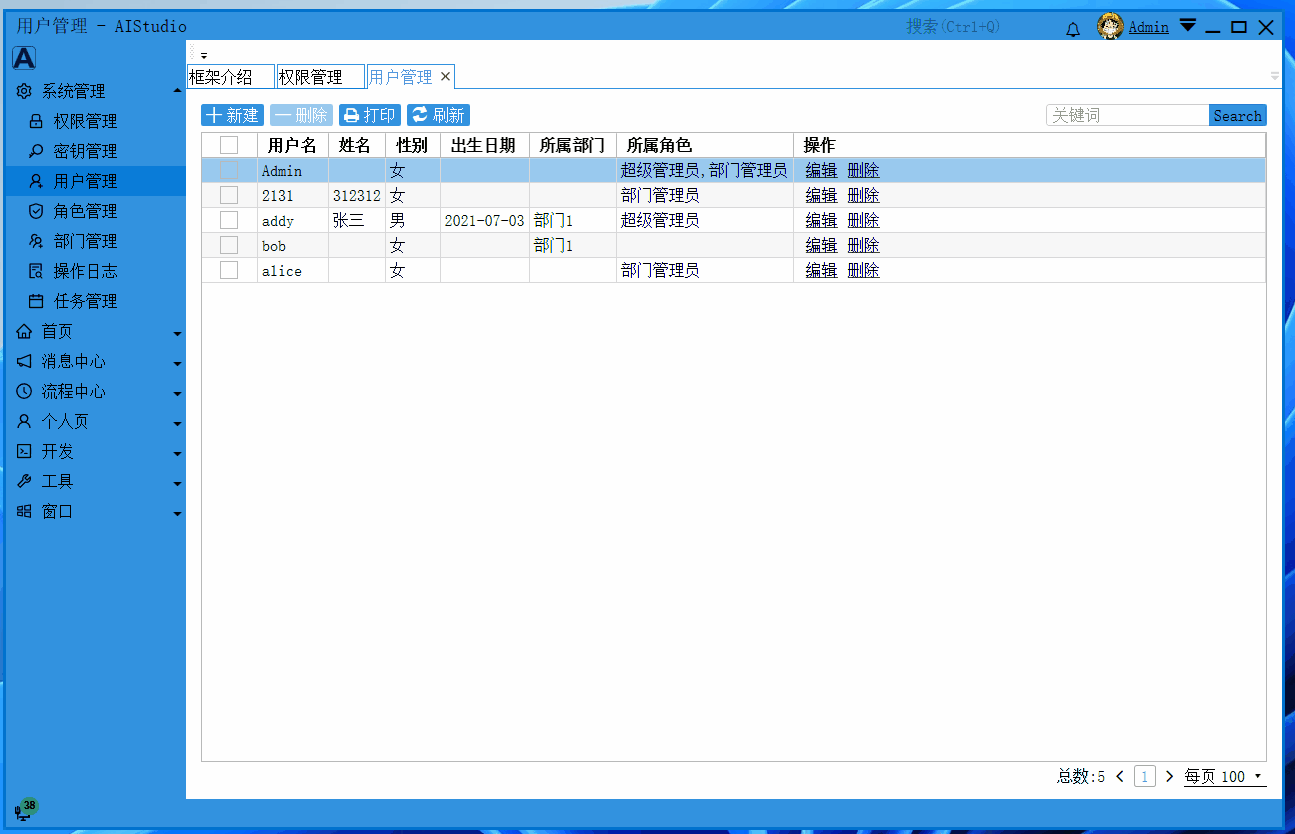 用户管理 - AIStudio 搜索(Ctrl+Q) Admin
A
系统管理
权限管理
密钥管理
用户管理
角色管理
部门管理
操作日志
任务管理
首页
消息中心
流程中心
个人页
开发
工具
窗口
38
框架介绍 权限管理 用户管理
新建 删除 打印 刷新 关键词 Search
用户名 姓名 性别 出生日期 所属部门 所属角色 操作
Admin 女 超级管理员,部门管理员 编辑 删除
2131 312312 女 部门管理员 编辑 删除
addy 张三 男 2021-07-03 部门1 超级管理员 编辑 删除
bob 女 部门1 编辑 删除
alice 女 部门管理员 编辑 删除
总数:5 1 每页 100